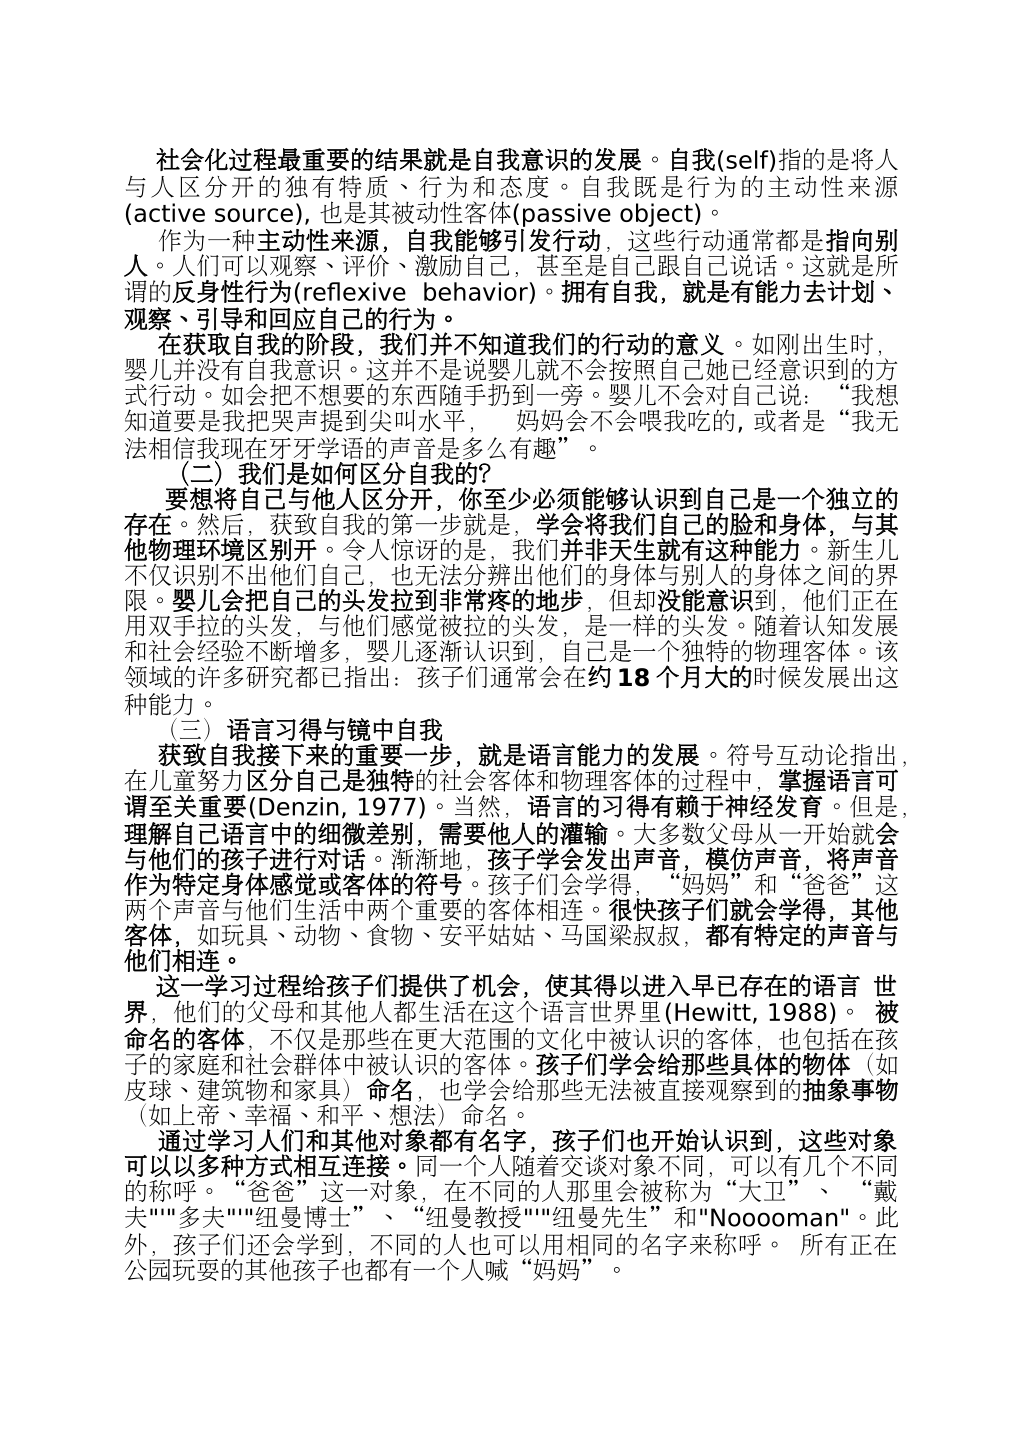 社会化过程最重要的结果就是自我意识的发展。自我(self)指的是将人
与人区分开的独有特质、行为和态度。自我既是行为的主动性来源
(active source), 也是其被动性客体(passive object)。
作为一种主动性来源，自我能够引发行动，这些行动通常都是指向别
人。人们可以观察、评价、激励自己，甚至是自己跟自己说话。这就是所
谓的反身性行为(reflexive behavior)。拥有自我，就是有能力去计划、
观察、引导和回应自己的行为。
在获取自我的阶段，我们并不知道我们的行动的意义。如刚出生时，
婴儿并没有自我意识。这并不是说婴儿就不会按照自己她已经意识到的方
式行动。如会把不想要的东西随手扔到一旁。婴儿不会对自己说：“我想
知道要是我把哭声提到尖叫水平， 妈妈会不会喂我吃的, 或者是“我无
法相信我现在牙牙学语的声音是多么有趣”。
（二）我们是如何区分自我的？
要想将自己与他人区分开，你至少必须能够认识到自己是一个独立的
存在。然后，获致自我的第一步就是，学会将我们自己的脸和身体，与其
他物理环境区别开。令人惊讶的是，我们并非天生就有这种能力。新生儿
不仅识别不出他们自己，也无法分辨出他们的身体与别人的身体之间的界
限。婴儿会把自己的头发拉到非常疼的地步，但却没能意识到，他们正在
用双手拉的头发，与他们感觉被拉的头发，是一样的头发。随着认知发展
和社会经验不断增多，婴儿逐渐认识到，自己是一个独特的物理客体。该
领域的许多研究都已指出：孩子们通常会在约 18 个月大的时候发展出这
种能力。
（三）语言习得与镜中自我
获致自我接下来的重要一步，就是语言能力的发展。符号互动论指出，
在儿童努力区分自己是独特的社会客体和物理客体的过程中，掌握语言可
谓至关重要(Denzin, 1977)。当然，语言的习得有赖于神经发育。但是，
理解自己语言中的细微差别，需要他人的灌输。大多数父母从一开始就会
与他们的孩子进行对话。渐渐地，孩子学会发出声音，模仿声音，将声音
作为特定身体感觉或客体的符号。孩子们会学得，“妈妈”和“爸爸”这
两个声音与他们生活中两个重要的客体相连。很快孩子们就会学得，其他
客体，如玩具、动物、食物、安平姑姑、马国梁叔叔，都有特定的声音与
他们相连。
这一学习过程给孩子们提供了机会，使其得以进入早已存在的语言 世
界，他们的父母和其他人都生活在这个语言世界里(Hewitt, 1988)。 被
命名的客体，不仅是那些在更大范围的文化中被认识的客体，也包括在孩
子的家庭和社会群体中被认识的客体。孩子们学会给那些具体的物体（如
皮球、建筑物和家具）命名，也学会给那些无法被直接观察到的抽象事物
（如上帝、幸福、和平、想法）命名。
通过学习人们和其他对象都有名字，孩子们也开始认识到，这些对象
可以以多种方式相互连接。同一个人随着交谈对象不同，可以有几个不同
的称呼。“爸爸”这一对象，在不同的人那里会被称为“大卫”、 “戴
夫"'"多夫"'"纽曼博士”、“纽曼教授"'"纽曼先生”和"Nooooman"。此
外，孩子们还会学到，不同的人也可以用相同的名字来称呼。 所有正在
公园玩耍的其他孩子也都有一个人喊“妈妈”。